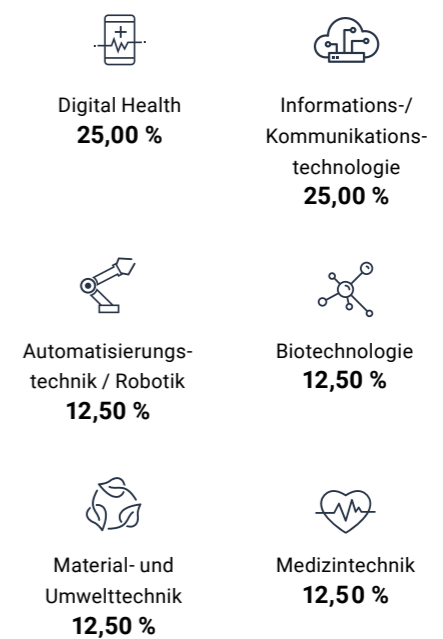 Digital Health
25,00 %
Informations-/
Kommunikations-
technologie
25,00 %
Automatisierungs-
technik / Robotik
12,50 %
Biotechnologie
12,50 %
Material- und
Umwelttechnik
12,50 %
Medizintechnik
12,50 %